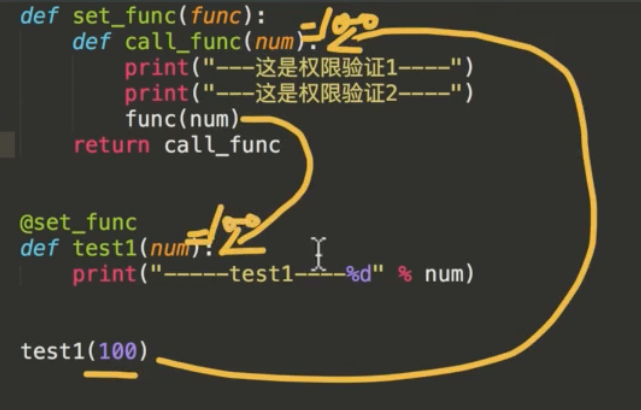 def set_func(func):
def call_func(num): =100
print("---这是权限验证1----")
print("---这是权限验证2----")
func(num)
return call_func
@set_func
def test1(num): =100
print("-----test1----%d" % num)
test1(100)